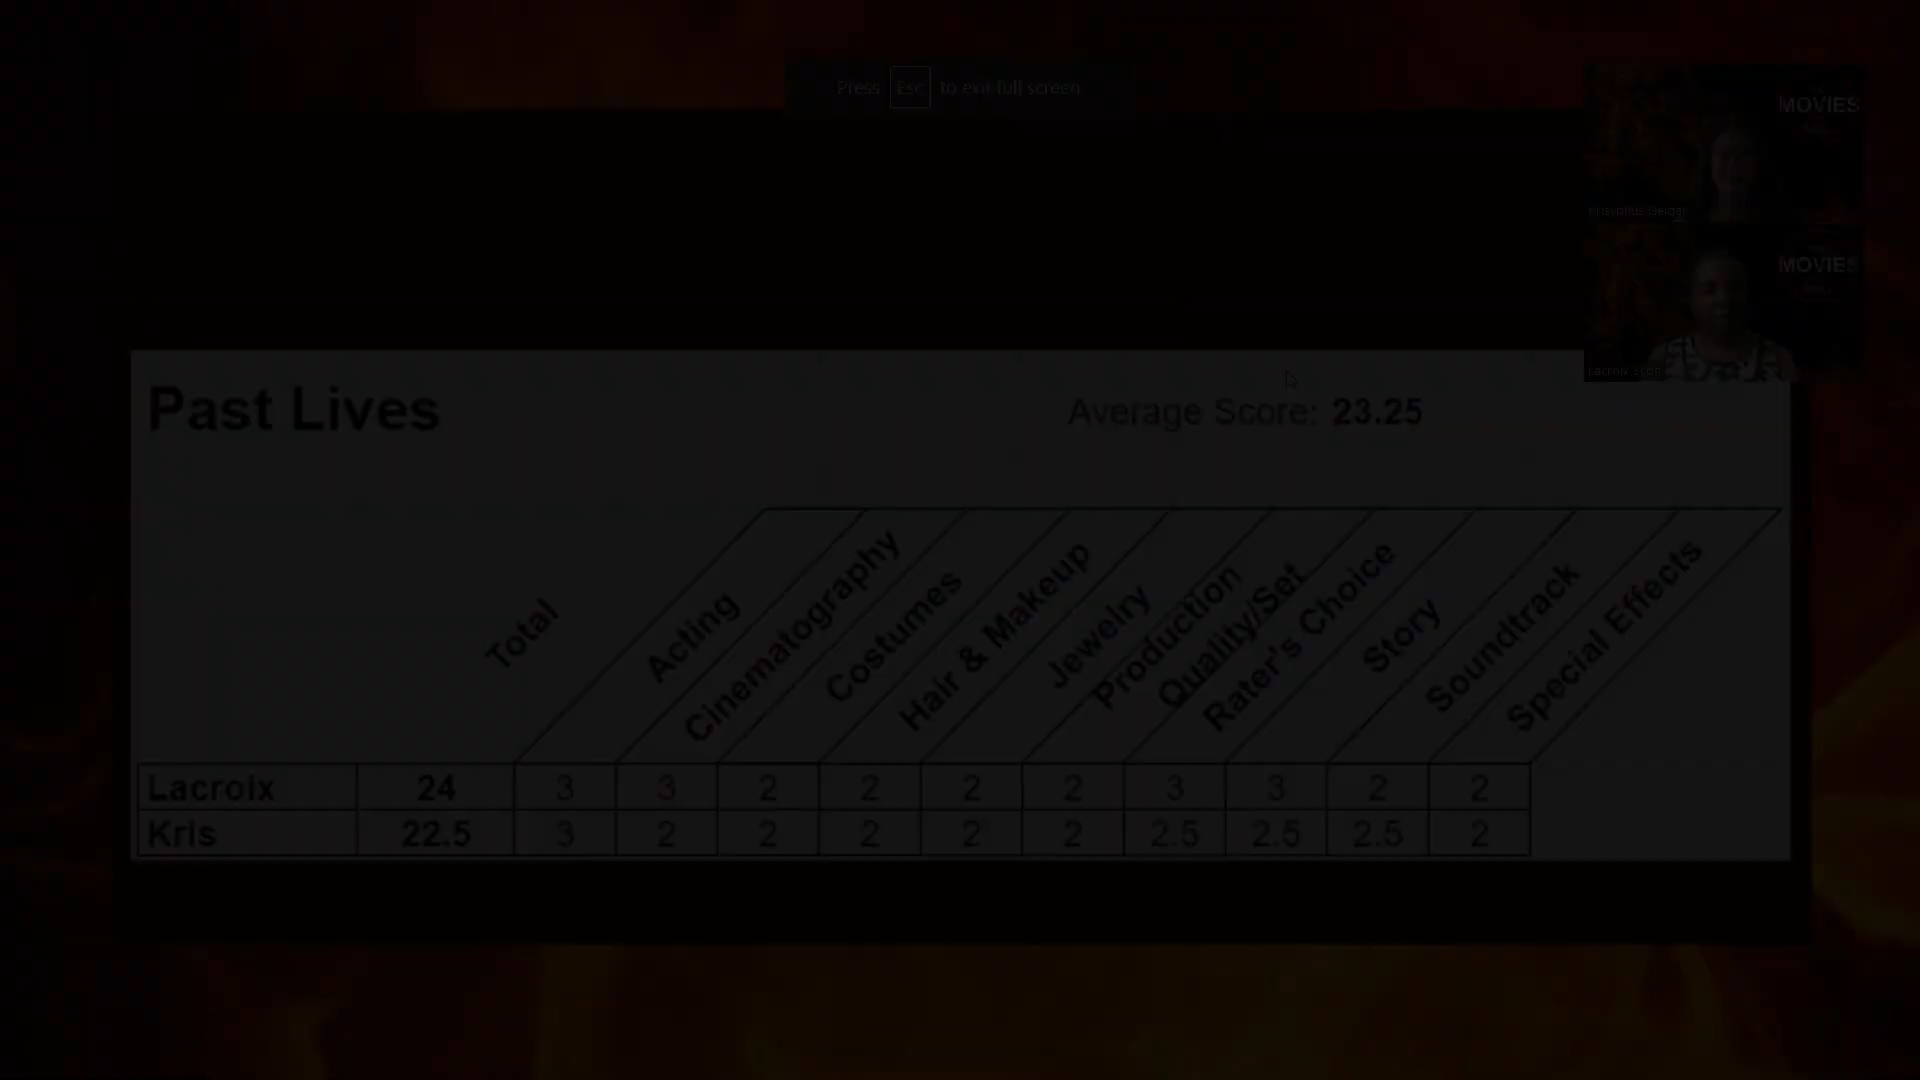 Press Esc to exit full screen
MOVIES
MOVIES
Past Lives
Average Score: 23.25
Total
Acting
Cinematography
Costumes
Hair & Makeup
Jewelry
Production
Quality/Set
Rater's Choice
Story
Soundtrack
Special Effects
Lacroix 24 3 3 2 2 2 2 3 3 2 2
Kris 22.5 3 2 2 2 2 2 2.5 2.5 2.5 2